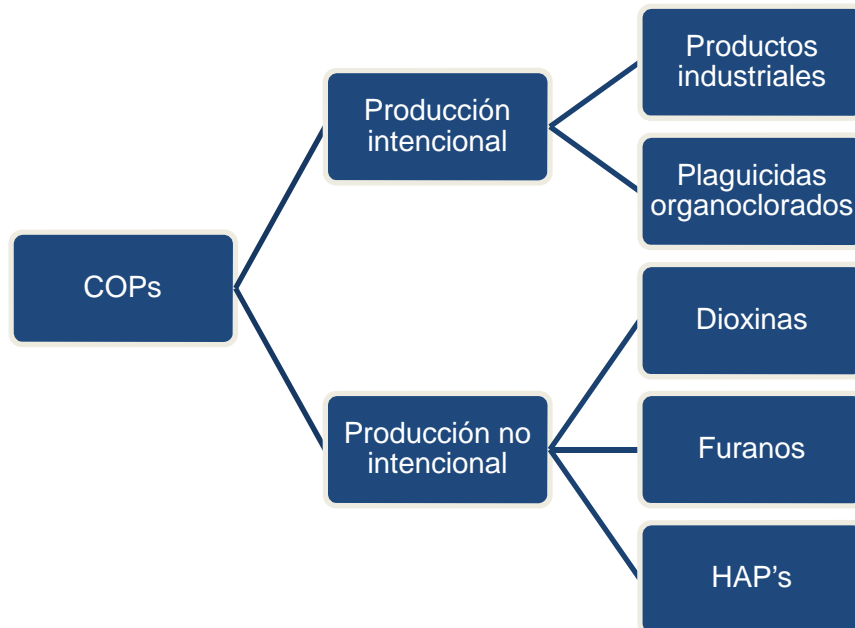 Productos
industriales
Producción
intencional
Plaguicidas
organoclorados
COPs
Dioxinas
Producción no
intencional
Furanos
HAP’s